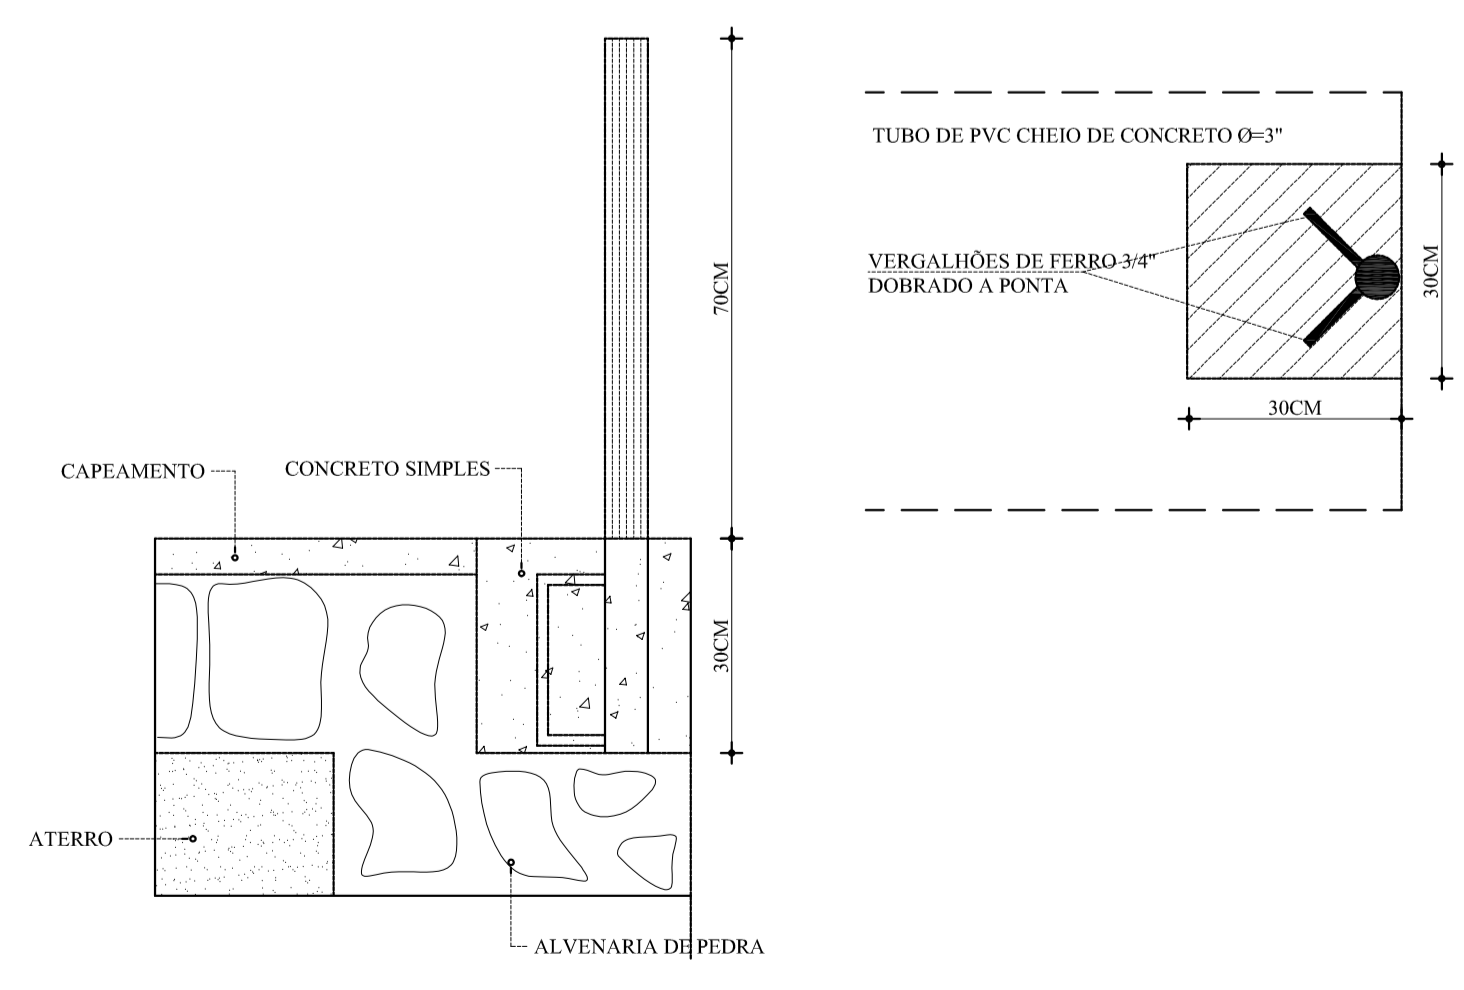 70CM
CAPEAMENTO
CONCRETO SIMPLES
30CM
ATERRO
ALVENARIA DE PEDRA
TUBO DE PVC CHEIO DE CONCRETO Ø=3"
VERGALHÕES DE FERRO 3/4"
DOBRADO A PONTA
30CM
30CM